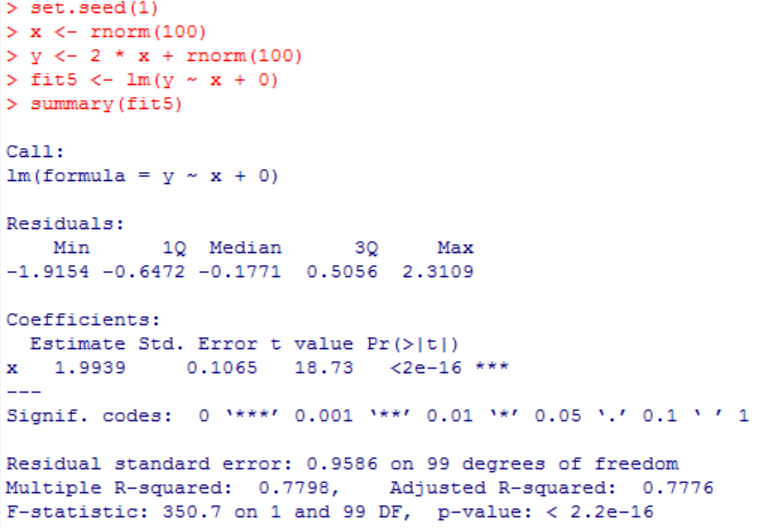 > set.seed(1)
> x <- rnorm(100)
> y <- 2 * x + rnorm(100)
> fit5 <- lm(y ~ x + 0)
> summary(fit5)

Call:
lm(formula = y ~ x + 0)

Residuals:
    Min      1Q  Median      3Q     Max
-1.9154 -0.6472 -0.1771  0.5056  2.3109

Coefficients:
  Estimate Std. Error t value Pr(>|t|)
x   1.9939     0.1065   18.73   <2e-16 ***
---
Signif. codes:  0 ‘***’ 0.001 ‘**’ 0.01 ‘*’ 0.05 ‘.’ 0.1 ‘ ’ 1

Residual standard error: 0.9586 on 99 degrees of freedom
Multiple R-squared:  0.7798,    Adjusted R-squared:  0.7776
F-statistic: 350.7 on 1 and 99 DF,  p-value: < 2.2e-16